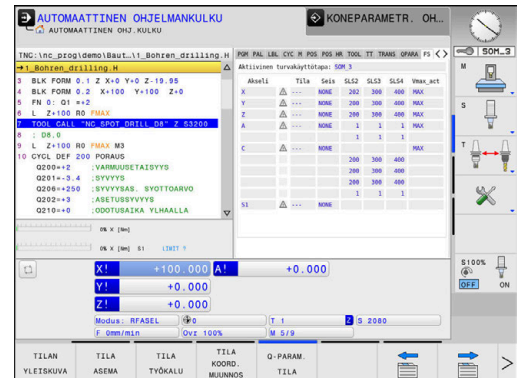 AUTOMAATTINEN OHJELMANKULKU
AUTOMAATTINEN OHJ.KULKU
KONEPARAMETR. OH...
TNC:\nc_prog\demo\Baut…\1_Bohren_drilling.H
→1_Bohren_drilling.H
3 BLK FORM 0.1 Z X+0 Y+0 Z-19.95
4 BLK FORM 0.2 X+100 Y+100 Z+0
5 FN 0: Q1 =+2
6 L Z+100 R0 FMAX
7 TOOL CALL "NC_SPOT_DRILL_D8" Z S3200
8 ; D8,0
9 L Z+100 R0 FMAX M3
10 CYCL DEF 200 PORAUS
Q200=+2 ;VARMUUSETAISYYS
Q201=-3.4 ;SYVYYS
Q206=+250 ;SYVYYSAS. SYOTTOARVO
Q202=+3 ;ASETUSSYVYYS
Q210=+0 ;ODOTUSAIKA YLHAALLA
PGM PAL LBL CYC M POS POS HR TOOL TT TRANS QPARA FS
Aktiivinen turvakäyttötapa: SOM_3
Akseli Tila Seis SLS2 SLS3 SLS4 Vmax_act
X --- NONE 202 300 400 MAX
Y --- NONE 200 300 400 MAX
Z --- NONE 200 300 400 MAX
A --- NONE 1 1 1 MAX
1 1 1
C --- NONE MAX
200 300 400
200 300 400
200 300 400
1 1 1
S1 --- NONE
SOM_3
M
S
T
S100%
OFF ON
0% X [Nm]
0% X [Nm] S1 LIMIT 1
X! +100.000 A! +0.000
Y! +0.000
Z! +0.000
Modus: RFASEL 0 T 1 Z S 2080
F 0mm/min Ovr 100% M 5/9
TILAN YLEISKUVA
TILA ASEMA
TILA TYÖKALU
TILA KOORD. MUUNNOS
Q-PARAM. TILA